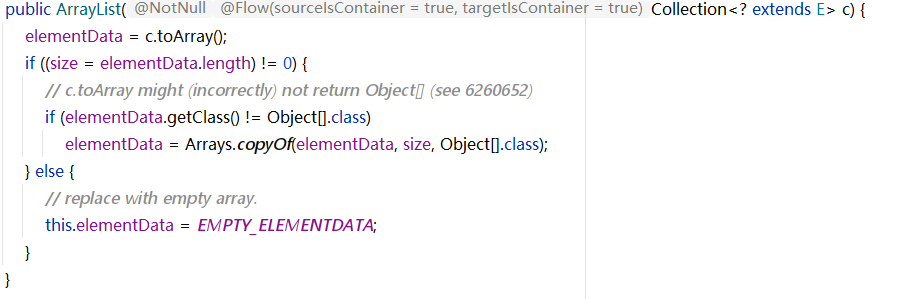 public ArrayList( @NotNull @Flow(sourceIsContainer = true, targetIsContainer = true) Collection<? extends E> c) {
elementData = c.toArray();
if ((size = elementData.length) != 0) {
// c.toArray might (incorrectly) not return Object[] (see 6260652)
if (elementData.getClass() != Object[].class)
elementData = Arrays.copyOf(elementData, size, Object[].class);
} else {
// replace with empty array.
this.elementData = EMPTY_ELEMENTDATA;
}
}